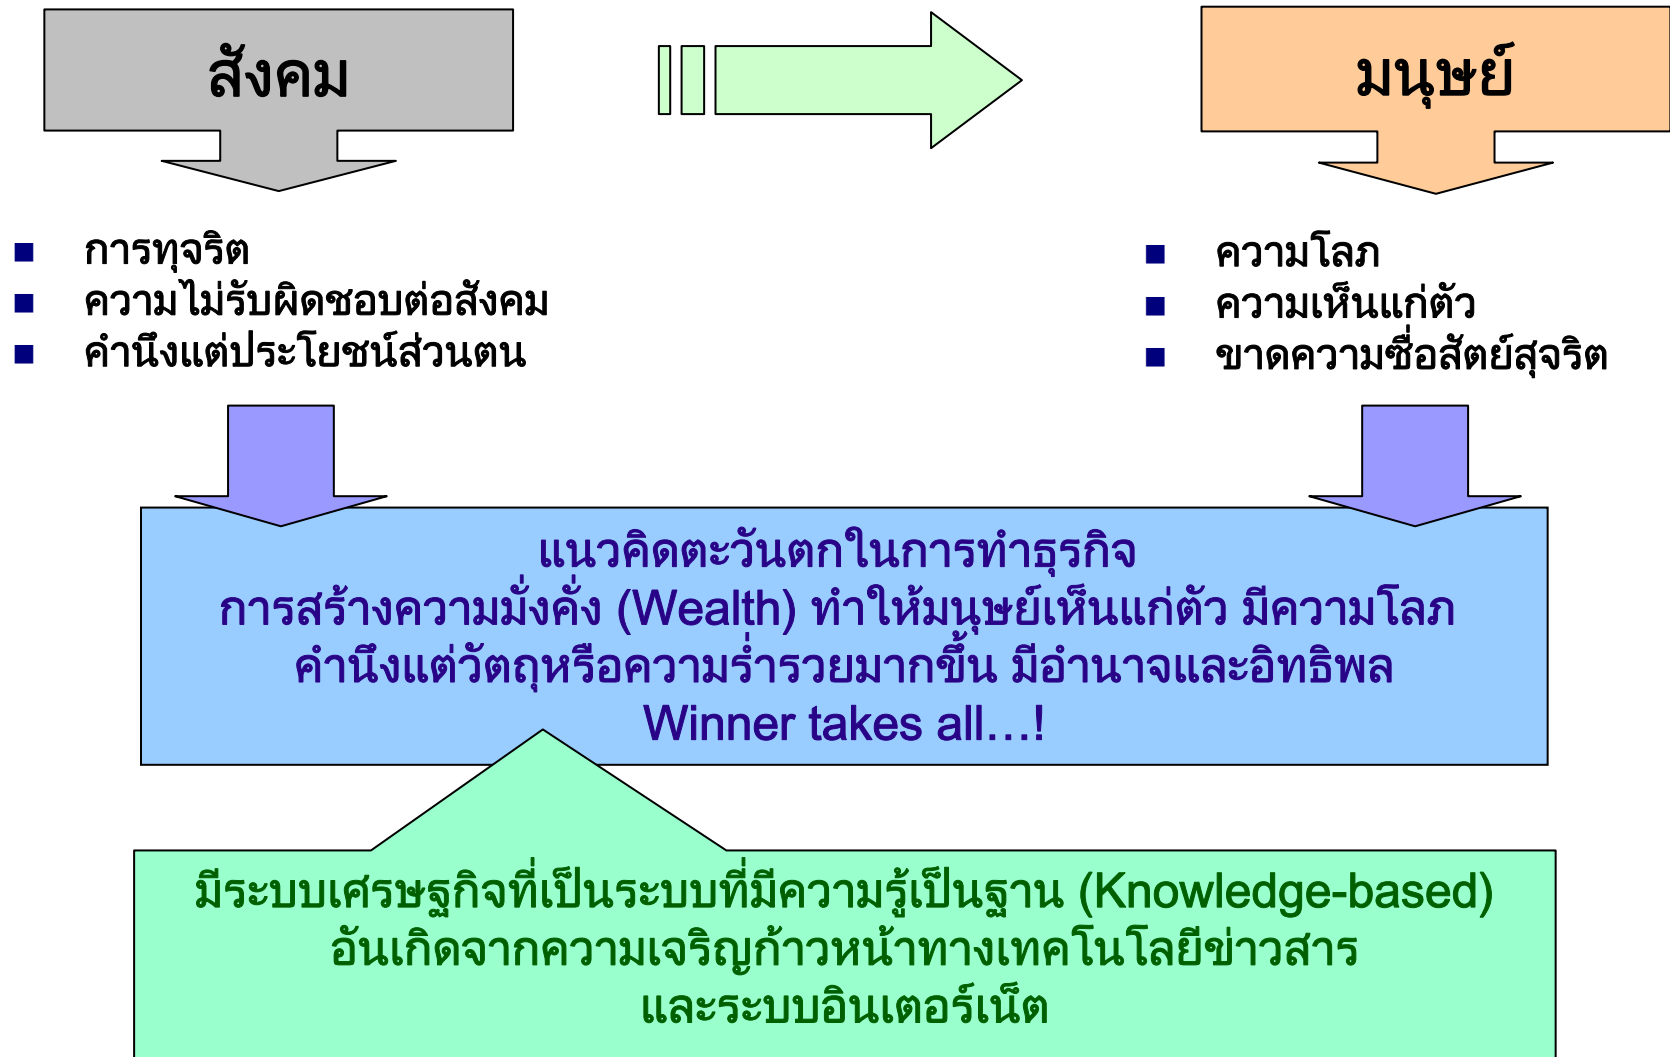 สังคม
มนุษย์
การทุจริต
ความไม่รับผิดชอบต่อสังคม
คำนึงแต่ประโยชน์ส่วนตน
ความโลภ
ความเห็นแก่ตัว
ขาดความซื่อสัตย์สุจริต
แนวคิดตะวันตกในการทำธุรกิจ
การสร้างความมั่งคั่ง (Wealth) ทำให้มนุษย์เห็นแก่ตัว มีความโลภ
คำนึงแต่วัตถุหรือความร่ำรวยมากขึ้น มีอำนาจและอิทธิพล
Winner takes all…!
มีระบบเศรษฐกิจที่เป็นระบบที่มีความรู้เป็นฐาน (Knowledge-based)
อันเกิดจากความเจริญก้าวหน้าทางเทคโนโลยีข่าวสาร
และระบบอินเตอร์เน็ต